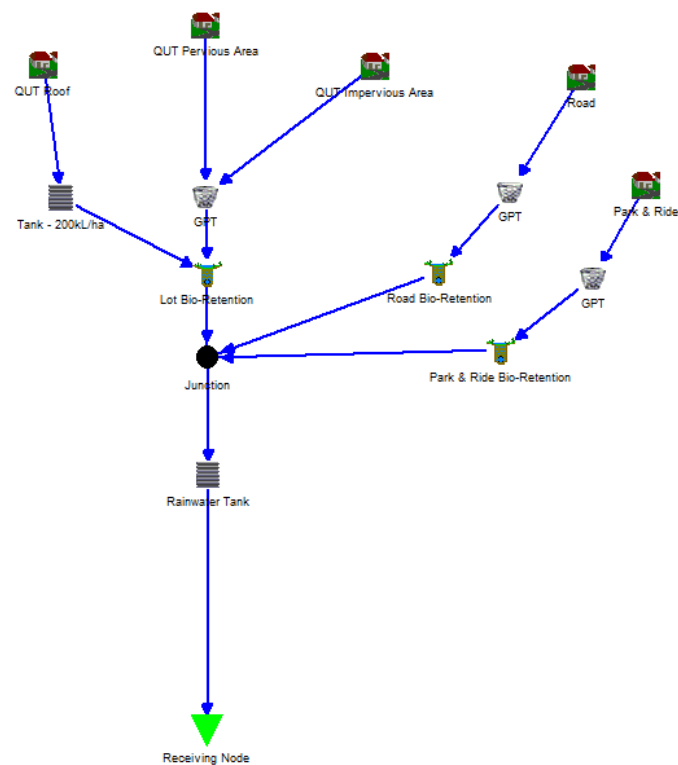 QUT Pervious Area
QUT Roof
QUT Impervious Area
Road
Tank - 200kL/ha
GPT
GPT
Park & Ride
Lot Bio-Retention
Road Bio-Retention
GPT
Junction
Park & Ride Bio-Retention
Rainwater Tank
Receiving Node